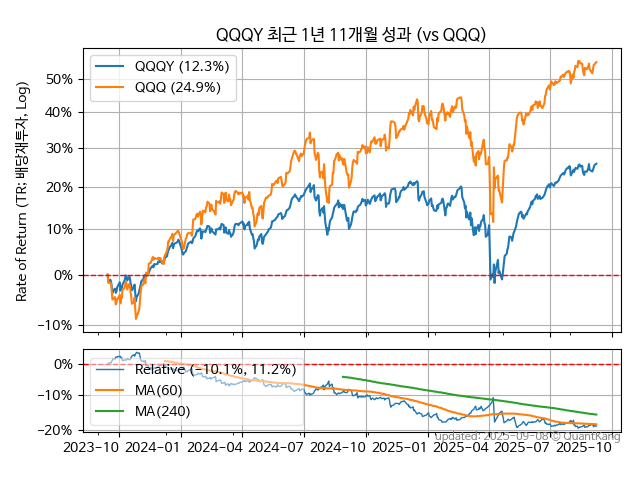 QQQY 최근 1년 11개월 성과 (vs QQQ)
Rate of Return (TR: 배당재투자, Log)
QQQY (12.3%)
QQQ (24.9%)
50%
40%
30%
20%
10%
0%
−10%
Relative (−10.1%, 11.2%)
MA(60)
MA(240)
0%
−10%
−20%
updated: 2025-09-08 © QuantKang
2023-10 2024-01 2024-04 2024-07 2024-10 2025-01 2025-04 2025-07 2025-10